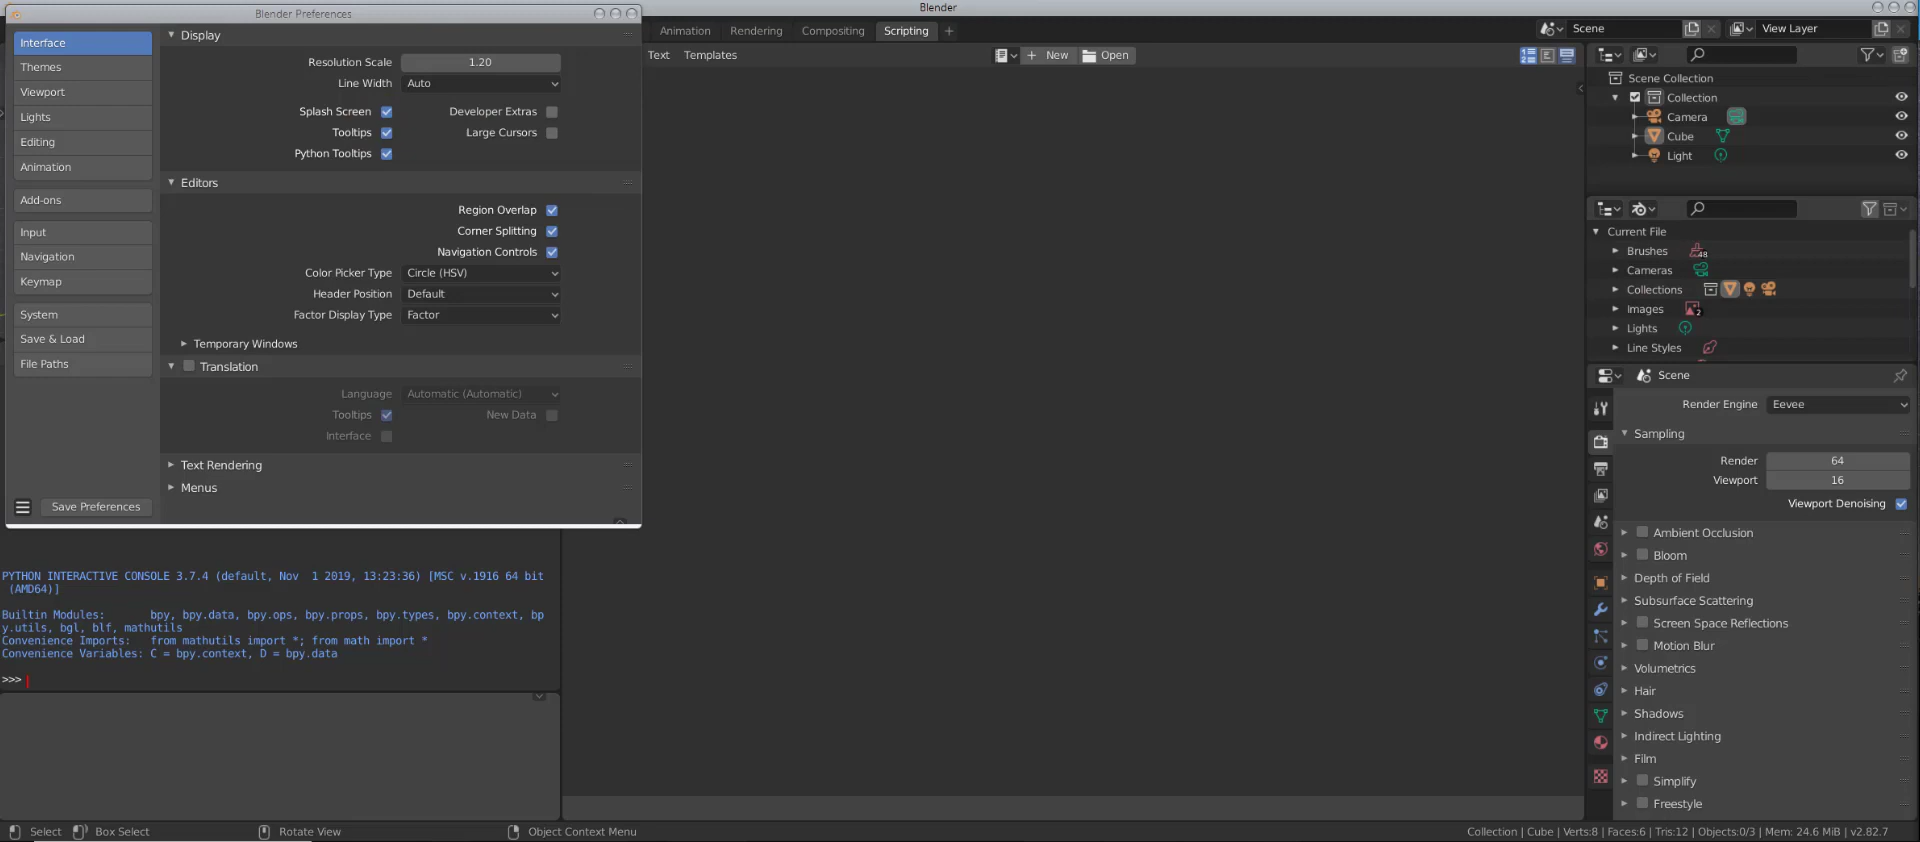 Blender Preferences
Blender
Interface
Themes
Viewport
Lights
Editing
Animation
Add-ons
Input
Navigation
Keymap
System
Save & Load
File Paths
Save Preferences
Display
Resolution Scale 1.20
Line Width Auto
Splash Screen Developer Extras
Tooltips Large Cursors
Python Tooltips
Editors
Region Overlap
Corner Splitting
Navigation Controls
Color Picker Type Circle (HSV)
Header Position Default
Factor Display Type Factor
Temporary Windows
Translation
Language Automatic (Automatic)
Tooltips New Data
Interface
Text Rendering
Menus
Animation Rendering Compositing Scripting +
Text Templates
+ New Open
Scene View Layer
Scene Collection
Collection
Camera
Cube
Light
Current File
Brushes 48
Cameras
Collections
Images 2
Lights
Line Styles
Scene
Render Engine Eevee
Sampling
Render 64
Viewport 16
Viewport Denoising
Ambient Occlusion
Bloom
Depth of Field
Subsurface Scattering
Screen Space Reflections
Motion Blur
Volumetrics
Hair
Shadows
Indirect Lighting
Film
Simplify
Freestyle
PYTHON INTERACTIVE CONSOLE 3.7.4 (default, Nov  1 2019, 13:23:36) [MSC v.1916 64 bit
(AMD64)]
Builtin Modules:       bpy, bpy.data, bpy.ops, bpy.props, bpy.types, bpy.context, bp
y.utils, bgl, blf, mathutils
Convenience Imports:   from mathutils import *; from math import *
Convenience Variables: C = bpy.context, D = bpy.data
>>>
Select Box Select Rotate View Object Context Menu
Collection | Cube | Verts:8 | Faces:6 | Tris:12 | Objects:0/3 | Mem: 24.6 MiB | v2.82.7